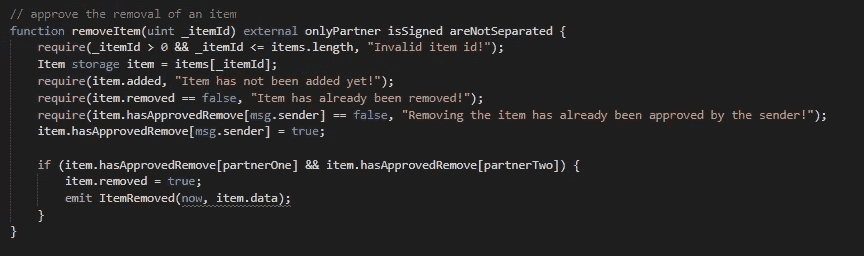 // approve the removal of an item
function removeItem(uint _itemId) external onlyPartner isSigned areNotSeparated {
    require(_itemId > 0 && _itemId <= items.length, "Invalid item id!");
    Item storage item = items[_itemId];
    require(item.added, "Item has not been added yet!");
    require(item.removed == false, "Item has already been removed!");
    require(item.hasApprovedRemove[msg.sender] == false, "Removing the item has already been approved by the sender!");
    item.hasApprovedRemove[msg.sender] = true;

    if (item.hasApprovedRemove[partnerOne] && item.hasApprovedRemove[partnerTwo]) {
        item.removed = true;
        emit ItemRemoved(now, item.data);
    }
}